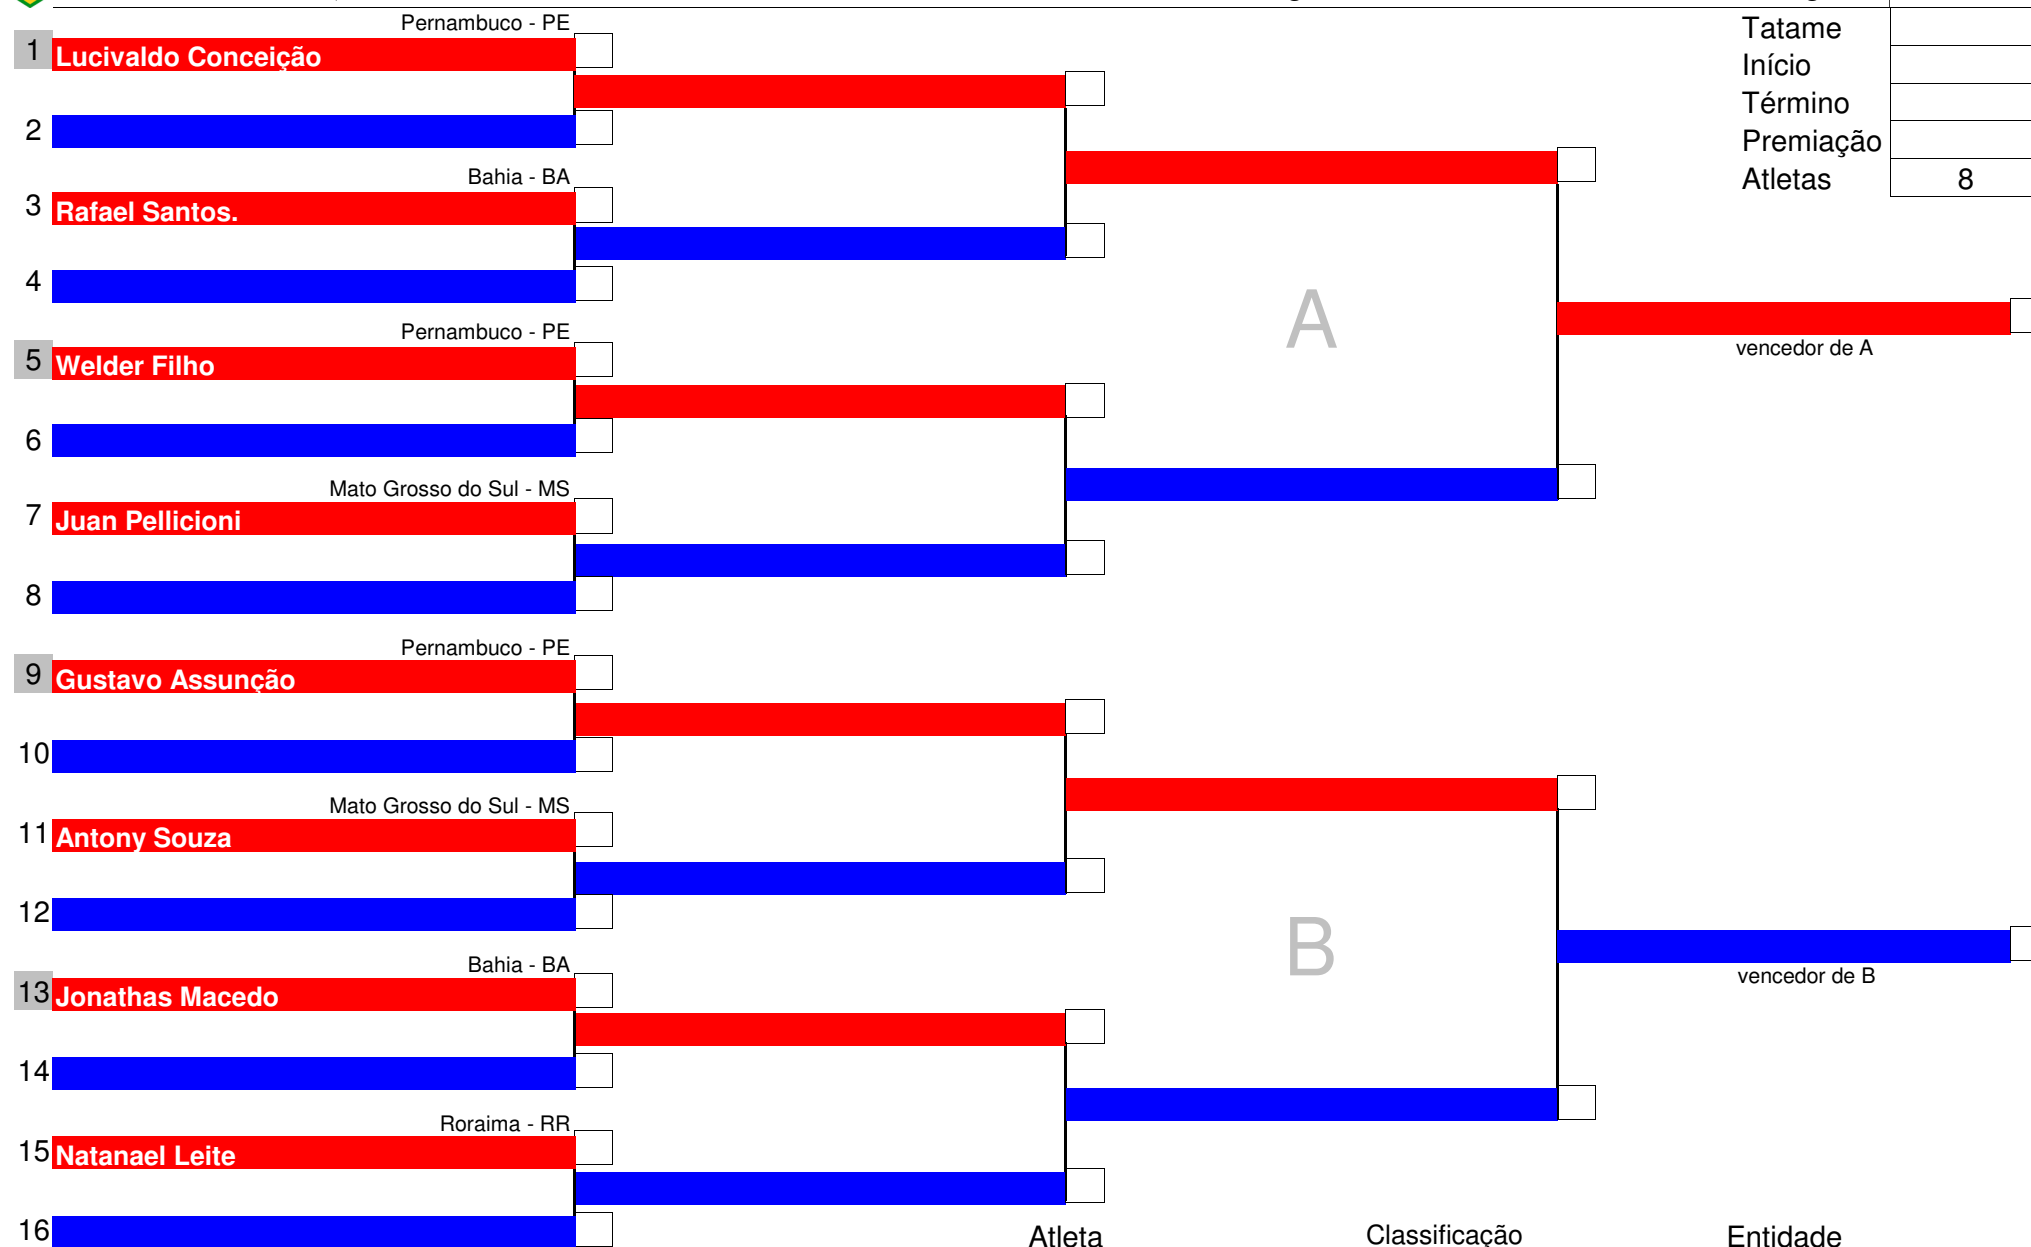 Pernambuco - PE
1 Lucivaldo Conceição
2
Bahia - BA
3 Rafael Santos.
4
Pernambuco - PE
5 Welder Filho
6
Mato Grosso do Sul - MS
7 Juan Pellicioni
8
Pernambuco - PE
9 Gustavo Assunção
10
Mato Grosso do Sul - MS
11 Antony Souza
12
Bahia - BA
13 Jonathas Macedo
14
Roraima - RR
15 Natanael Leite
16
A
B
vencedor de A
vencedor de B
Tatame
Início
Término
Premiação
Atletas 8
Atleta Classificação Entidade